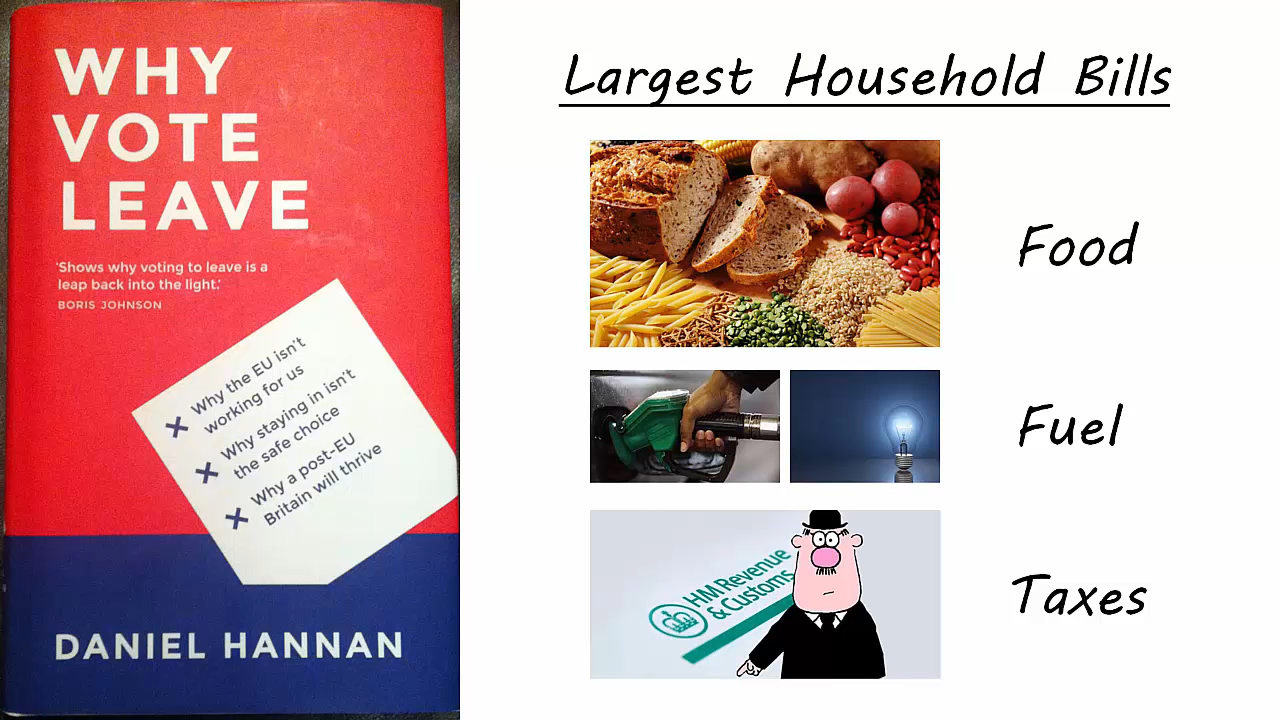 WHY
VOTE
LEAVE
'Shows why voting to leave is a
leap back into the light.'
BORIS JOHNSON
Why the EU isn't
working for us
Why staying in isn't
the safe choice
Why a post-EU
Britain will thrive
DANIEL HANNAN
Largest Household Bills
Food
Fuel
HM Revenue
& Customs
Taxes